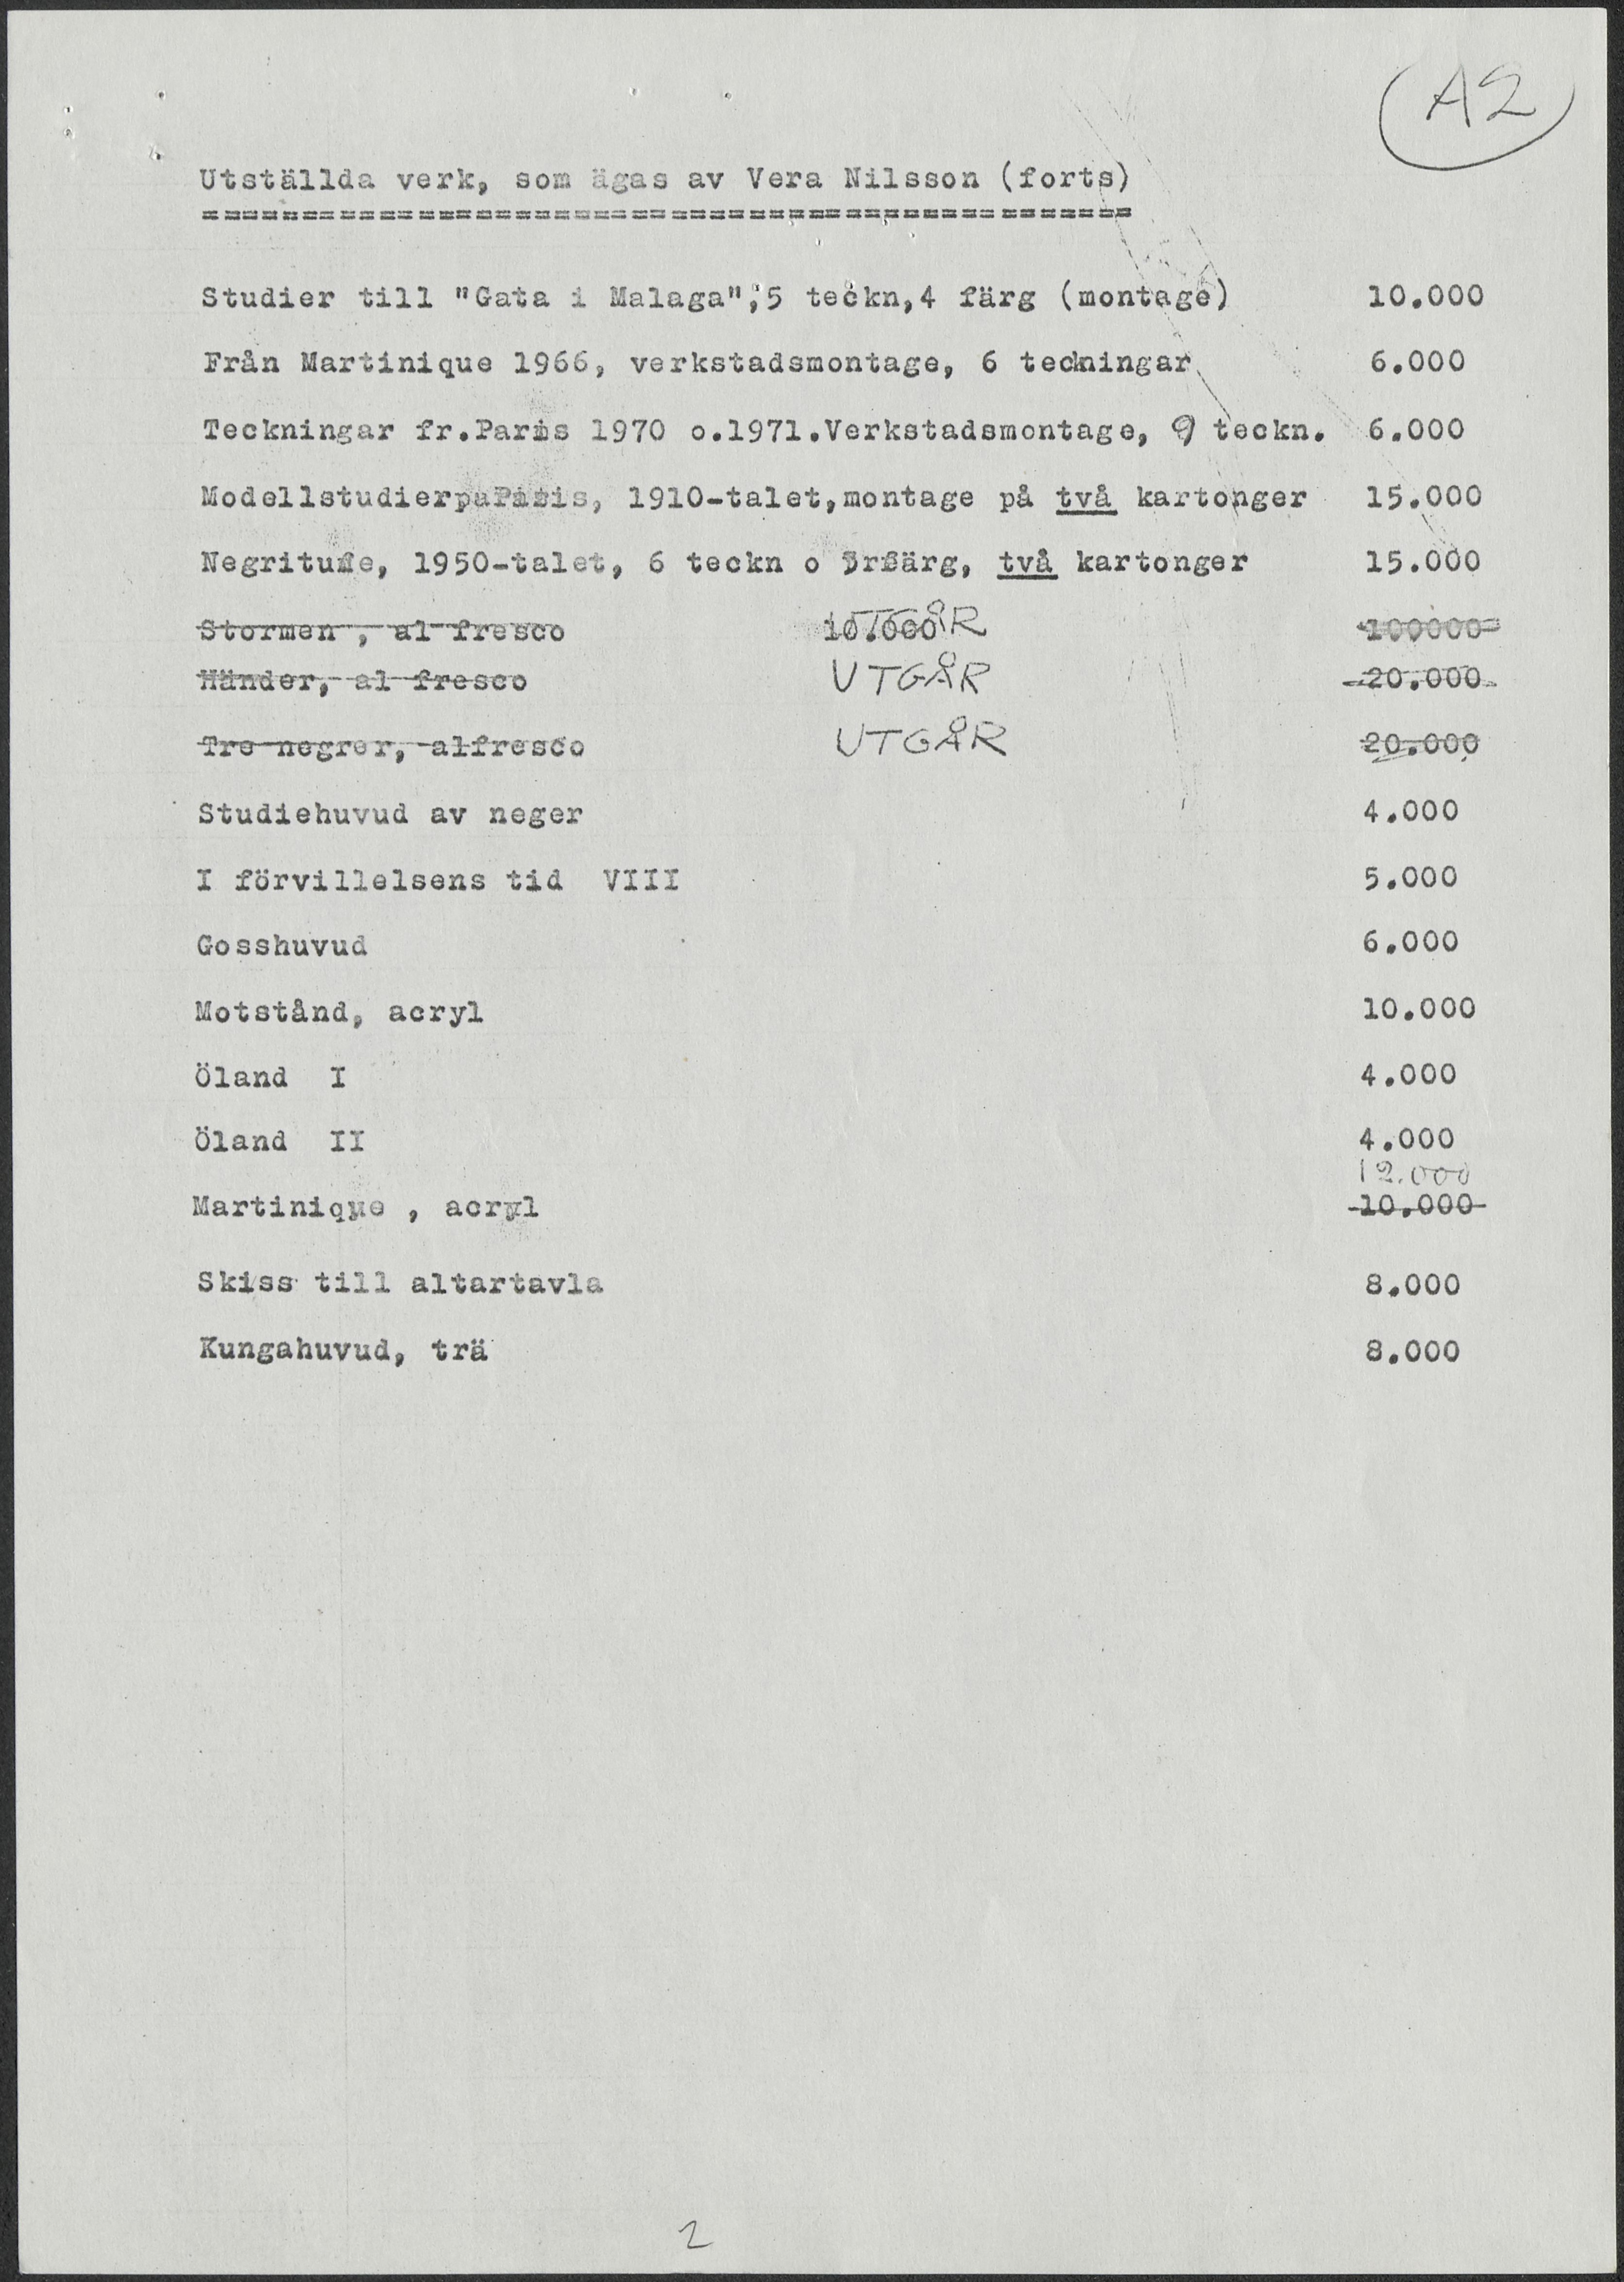 A2
Utställda verk, som ägas av Vera Nilsson (forts)
================================================
Studier till "Gata i Malaga",5 teckn,4 färg (montage) 10.000
Från Martinique 1966, verkstadsmontage, 6 teckningar 6.000
Teckningar fr.Paris 1970 o.1971.Verkstadsmontage, 9 teckn. 6.000
Modellstudier Paris, 1910-talet,montage på två kartonger 15.000
Negritude, 1950-talet, 6 teckn o färg, två kartonger 15.000
Stormen , al fresco 10.000 UTGÅR 100000
Händer, al fresco UTGÅR 20.000
Tre negrer, alfresco UTGÅR 20.000
Studiehuvud av neger 4.000
I förvillelsens tid VIII 5.000
Gosshuvud 6.000
Motstånd, acryl 10.000
Öland I 4.000
Öland II 4.000
12.000
Martinique , acryl 10.000
Skiss till altartavla 8.000
Kungahuvud, trä 8.000
2